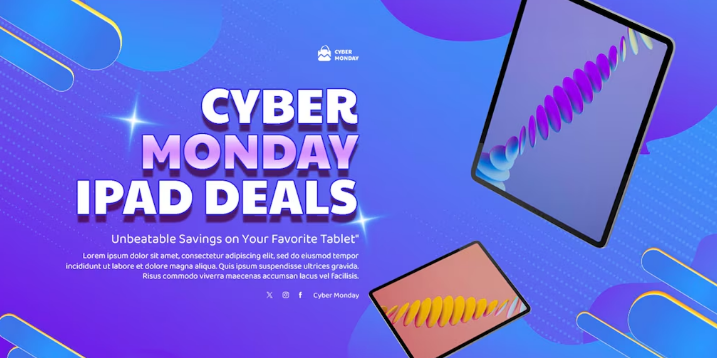 CYBER
MONDAY
CYBER
MONDAY
IPAD DEALS
Unbeatable Savings on Your Favorite Tablet"
Lorem ipsum dolor sit amet, consectetur adipiscing elit, sed do eiusmod tempor
incididunt ut labore et dolore magna aliqua. Quis ipsum suspendisse ultrices gravida.
Risus commodo viverra maecenas accumsan lacus vel facilisis.
Cyber Monday